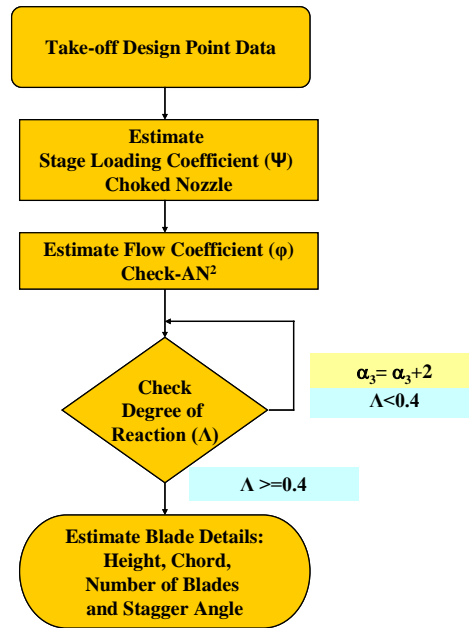 Take-off Design Point Data
Estimate
Stage Loading Coefficient (Ψ)
Choked Nozzle
Estimate Flow Coefficient (φ)
Check-AN²
Check
Degree of
Reaction (Λ)
α₃= α₃+2
Λ<0.4
Λ >=0.4
Estimate Blade Details:
Height, Chord,
Number of Blades
and Stagger Angle